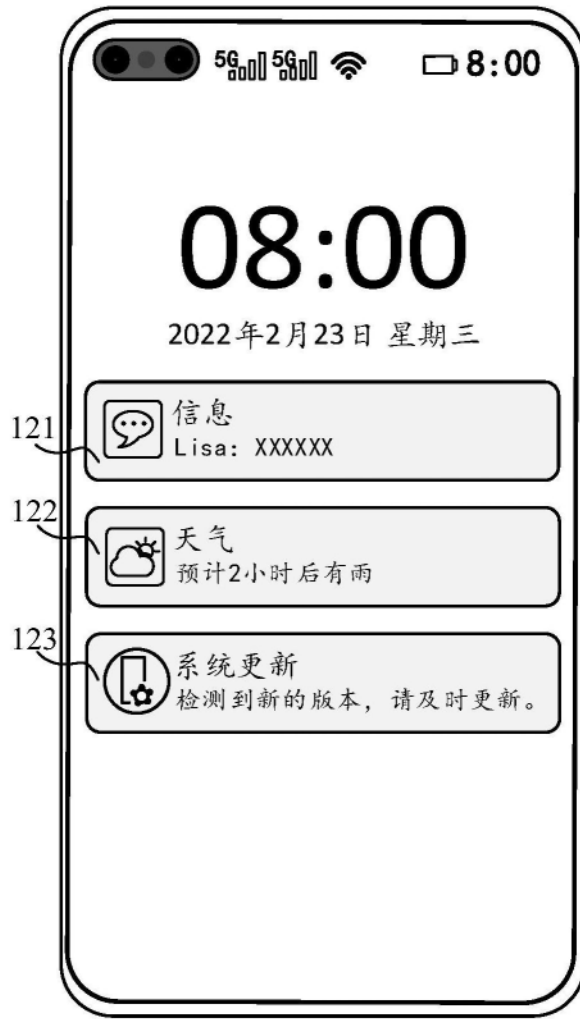 5G 5G 8:00
08:00
2022年2月23日 星期三
121
信息
Lisa: XXXXXX
122
天气
预计2小时后有雨
123
系统更新
检测到新的版本，请及时更新。